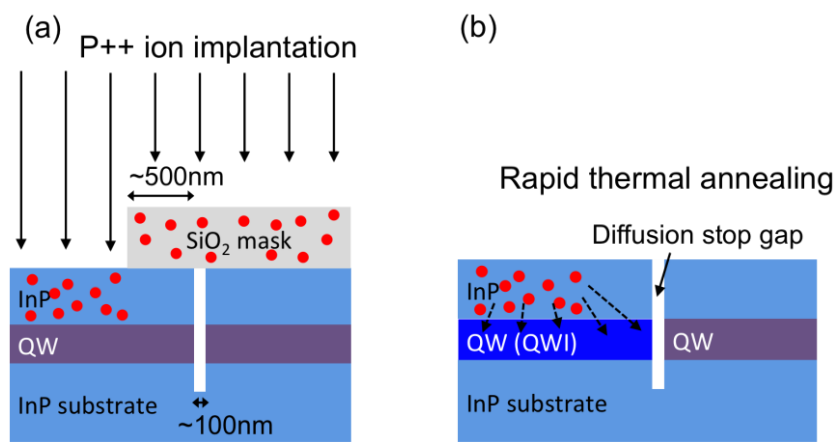 (a)
P++ ion implantation
~500nm
SiO₂ mask
InP
QW
InP substrate
~100nm
(b)
Rapid thermal annealing
Diffusion stop gap
InP
QW (QWI)
QW
InP substrate